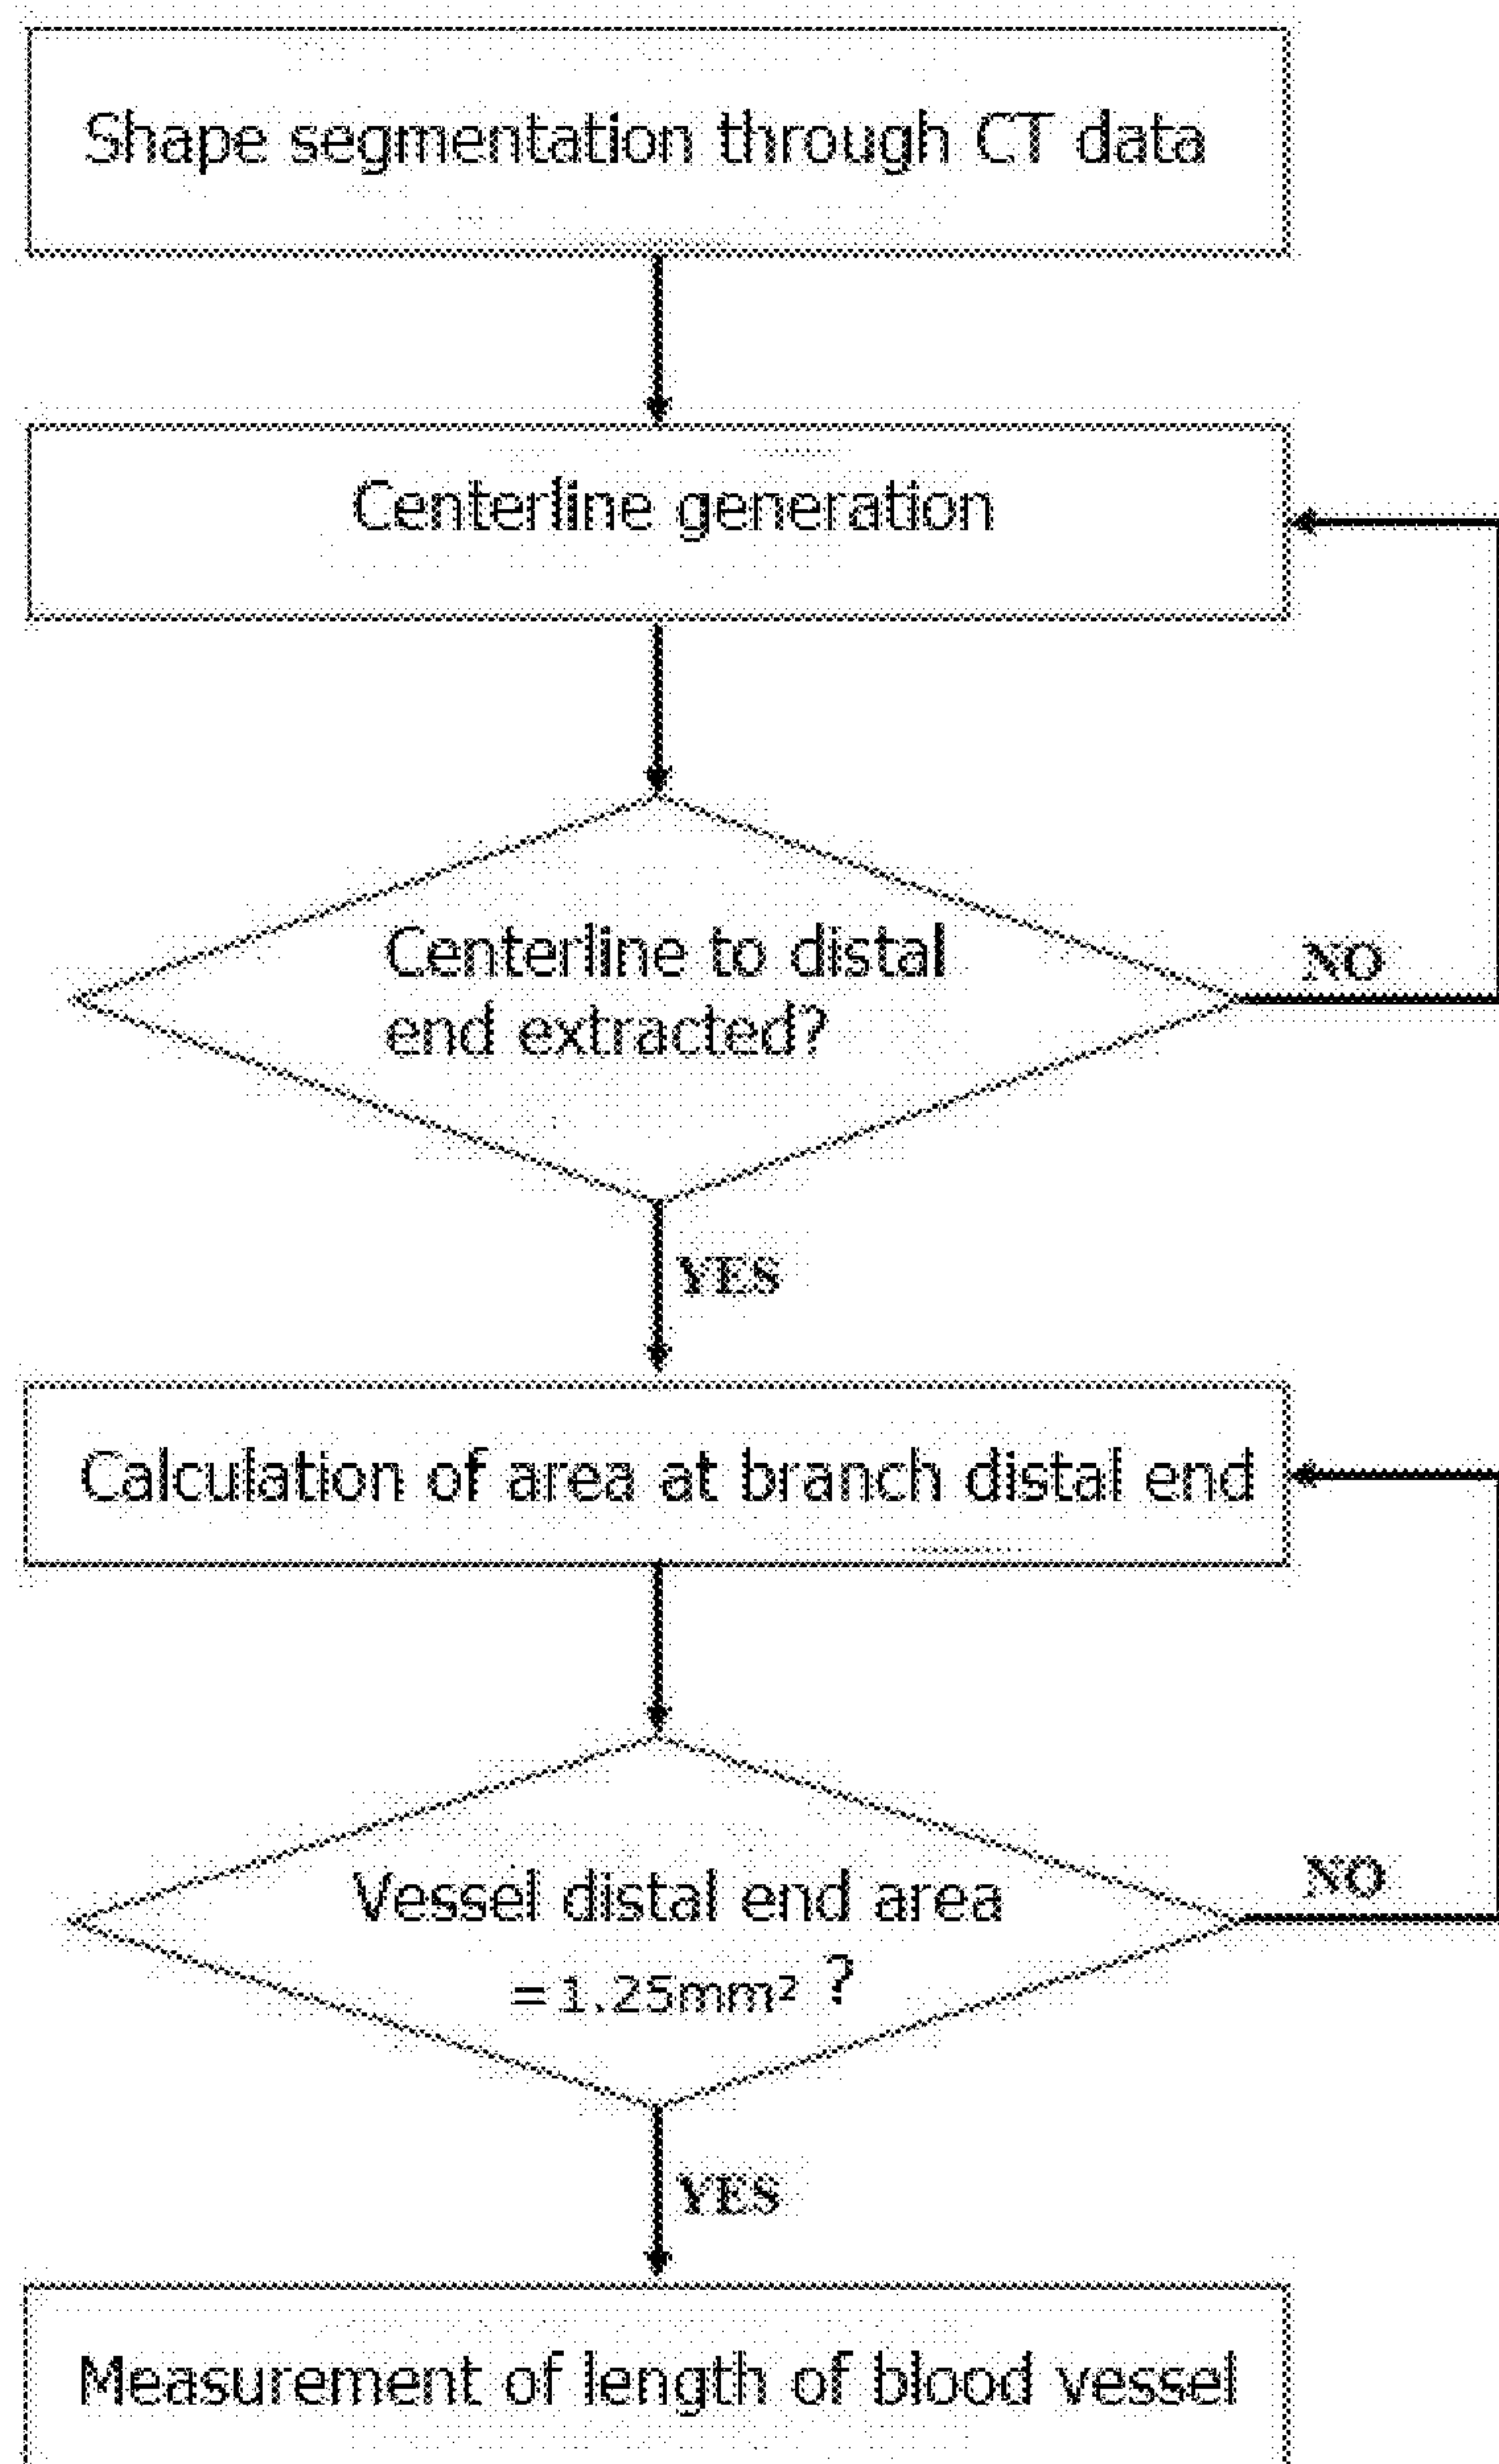 Shape segmentation through CT data
Centerline generation
Centerline to distal
end extracted?
NO
YES
Calculation of area at branch distal end
Vessel distal end area
=1.25mm² ?
NO
YES
Measurement of length of blood vessel